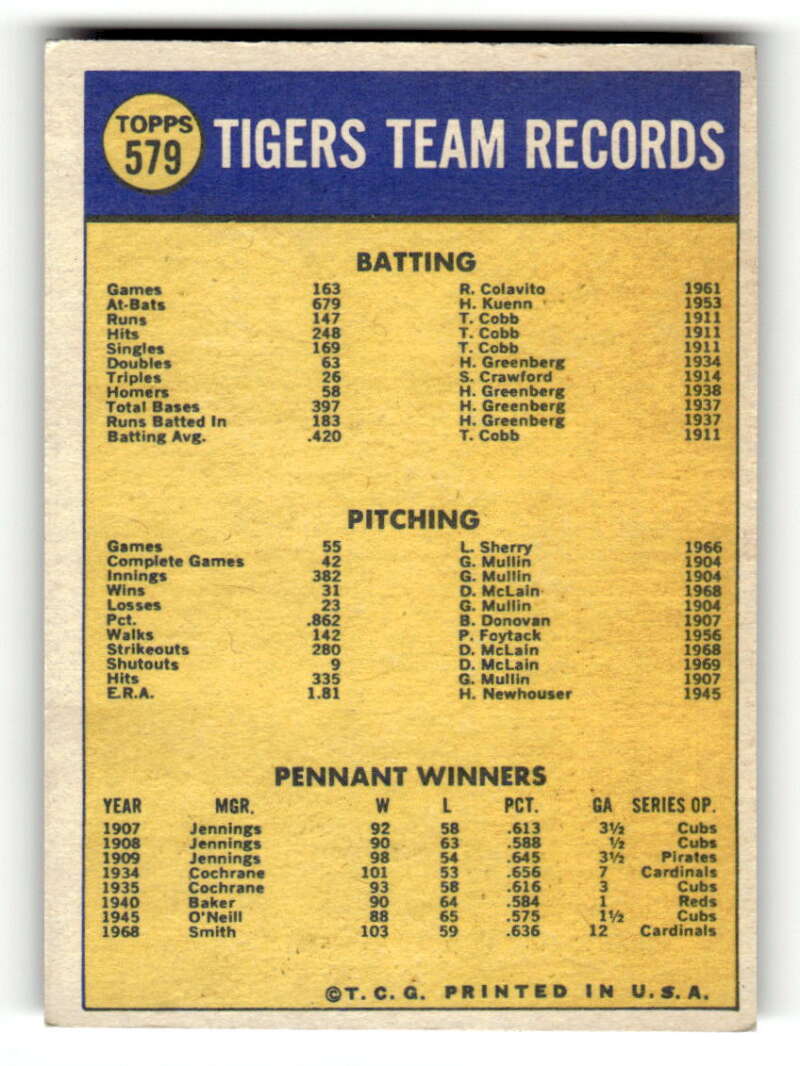 TOPPS
579
TIGERS TEAM RECORDS
BATTING
Games 163 R. Colavito 1961
At-Bats 679 H. Kuenn 1953
Runs 147 T. Cobb 1911
Hits 248 T. Cobb 1911
Singles 169 T. Cobb 1911
Doubles 63 H. Greenberg 1934
Triples 26 S. Crawford 1914
Homers 58 H. Greenberg 1938
Total Bases 397 H. Greenberg 1937
Runs Batted In 183 H. Greenberg 1937
Batting Avg. .420 T. Cobb 1911
PITCHING
Games 55 L. Sherry 1966
Complete Games 42 G. Mullin 1904
Innings 382 G. Mullin 1904
Wins 31 D. McLain 1968
Losses 23 G. Mullin 1904
Pct. .862 B. Donovan 1907
Walks 142 P. Foytack 1956
Strikeouts 280 D. McLain 1968
Shutouts 9 D. McLain 1969
Hits 335 G. Mullin 1907
E.R.A. 1.81 H. Newhouser 1945
PENNANT WINNERS
YEAR MGR. W L PCT. GA SERIES OP.
1907 Jennings 92 58 .613 3½ Cubs
1908 Jennings 90 63 .588 ½ Cubs
1909 Jennings 98 54 .645 3½ Pirates
1934 Cochrane 101 53 .656 7 Cardinals
1935 Cochrane 93 58 .616 3 Cubs
1940 Baker 90 64 .584 1 Reds
1945 O'Neill 88 65 .575 1½ Cubs
1968 Smith 103 59 .636 12 Cardinals
©T. C. G. PRINTED IN U.S.A.